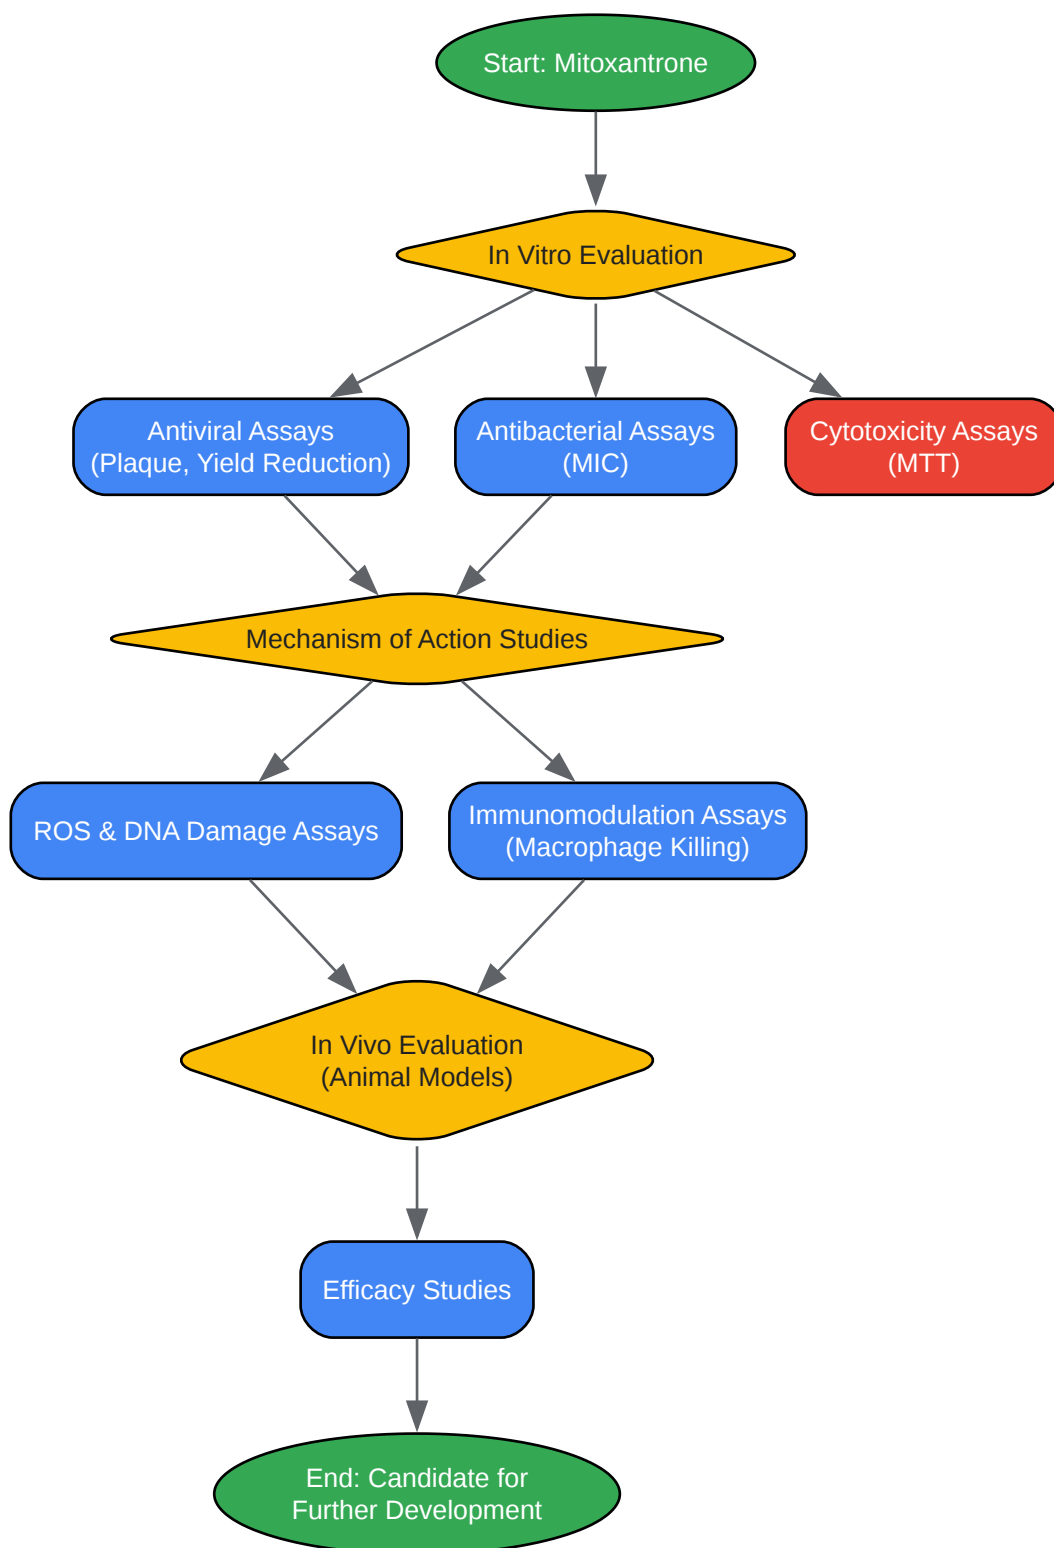 Start: Mitoxantrone
In Vitro Evaluation
Antiviral Assays
(Plaque, Yield Reduction)
Antibacterial Assays
(MIC)
Cytotoxicity Assays
(MTT)
Mechanism of Action Studies
ROS & DNA Damage Assays
Immunomodulation Assays
(Macrophage Killing)
In Vivo Evaluation
(Animal Models)
Efficacy Studies
End: Candidate for
Further Development